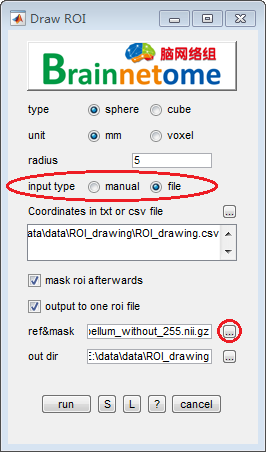 Draw ROI
脑网络组
Brainnetome
type sphere cube
unit mm voxel
radius 5
input type manual file
Coordinates in txt or csv file ...
ata\data\ROI_drawing\ROI_drawing.csv
mask roi afterwards
output to one roi file
ref&mask bellum_without_255.nii.gz ...
out dir E:\data\data\ROI_drawing ...
run S L ? cancel